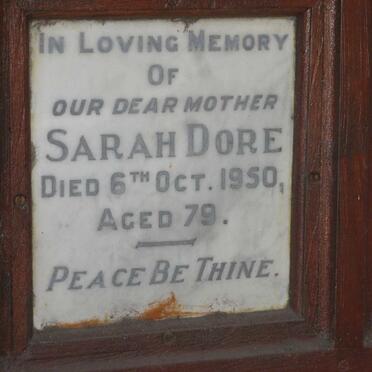 In Loving Memory
Of
Our Dear Mother
Sarah Dore
Died 6th Oct. 1950,
Aged 79.
Peace Be Thine.